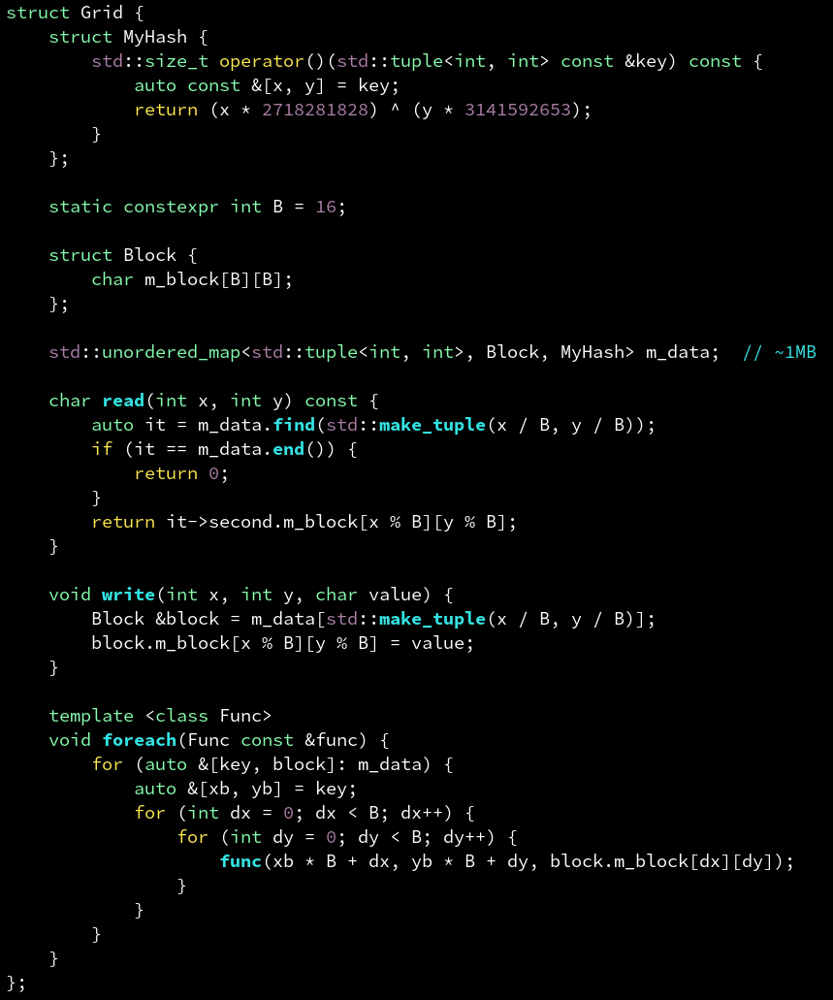 struct Grid {
    struct MyHash {
        std::size_t operator()(std::tuple<int, int> const &key) const {
            auto const &[x, y] = key;
            return (x * 2718281828) ^ (y * 3141592653);
        }
    };

    static constexpr int B = 16;

    struct Block {
        char m_block[B][B];
    };

    std::unordered_map<std::tuple<int, int>, Block, MyHash> m_data;  // ~1MB

    char read(int x, int y) const {
        auto it = m_data.find(std::make_tuple(x / B, y / B));
        if (it == m_data.end()) {
            return 0;
        }
        return it->second.m_block[x % B][y % B];
    }

    void write(int x, int y, char value) {
        Block &block = m_data[std::make_tuple(x / B, y / B)];
        block.m_block[x % B][y % B] = value;
    }

    template <class Func>
    void foreach(Func const &func) {
        for (auto &[key, block]: m_data) {
            auto &[xb, yb] = key;
            for (int dx = 0; dx < B; dx++) {
                for (int dy = 0; dy < B; dy++) {
                    func(xb * B + dx, yb * B + dy, block.m_block[dx][dy]);
                }
            }
        }
    }
};